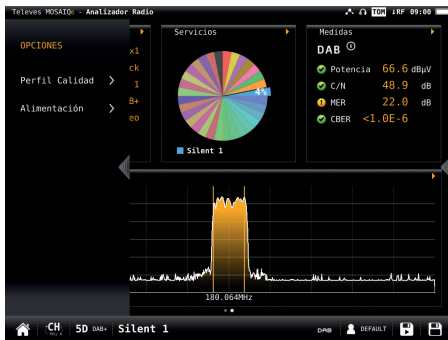 Televes MOSAIQ6 - Analizador Radio
TOM IRF 09:00
OPCIONES
Perfil Calidad >
Alimentación >
x1
ck
1
B+
eo
Servicios
4%
Silent 1
Medidas
DAB
Potencia 66.6 dBµV
C/N 48.9 dB
MER 22.0 dB
CBER <1.0E-6
180.064MHz
CH 5D DAB+ Silent 1
DAB DEFAULT